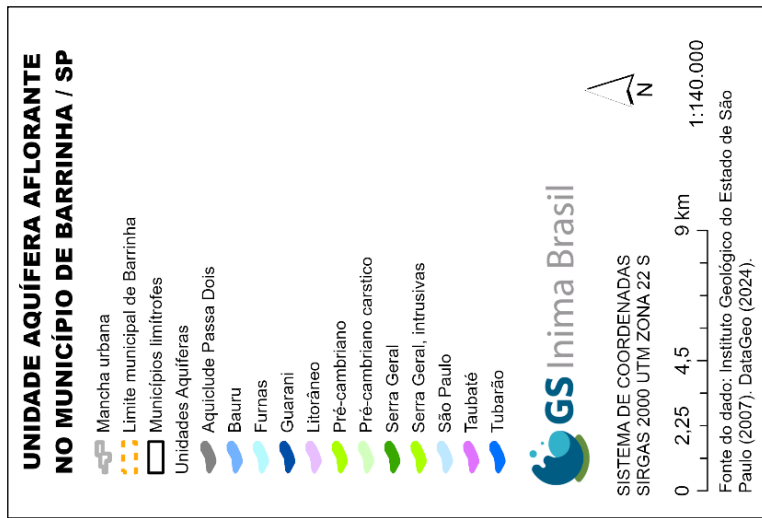 UNIDADE AQUÍFERA AFLORANTE
NO MUNICÍPIO DE BARRINHA / SP
Mancha urbana
Limite municipal de Barrinha
Municípios limítrofes
Unidades Aquíferas
Aquiclude Passa Dois
Bauru
Furnas
Guarani
Litorâneo
Pré-cambriano
Pré-cambriano carstico
Serra Geral
Serra Geral, intrusivas
São Paulo
Taubaté
Tubarão
GS Inima Brasil
SISTEMA DE COORDENADAS
SIRGAS 2000 UTM ZONA 22 S
N
0 2,25 4,5 9 km
1:140.000
Fonte do dado: Instituto Geológico do Estado de São
Paulo (2007). DataGeo (2024).